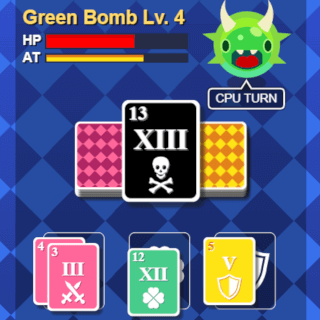 Green Bomb Lv. 4
HP
AT
CPU TURN
13
XIII
4
3
III
12
XII
5
V